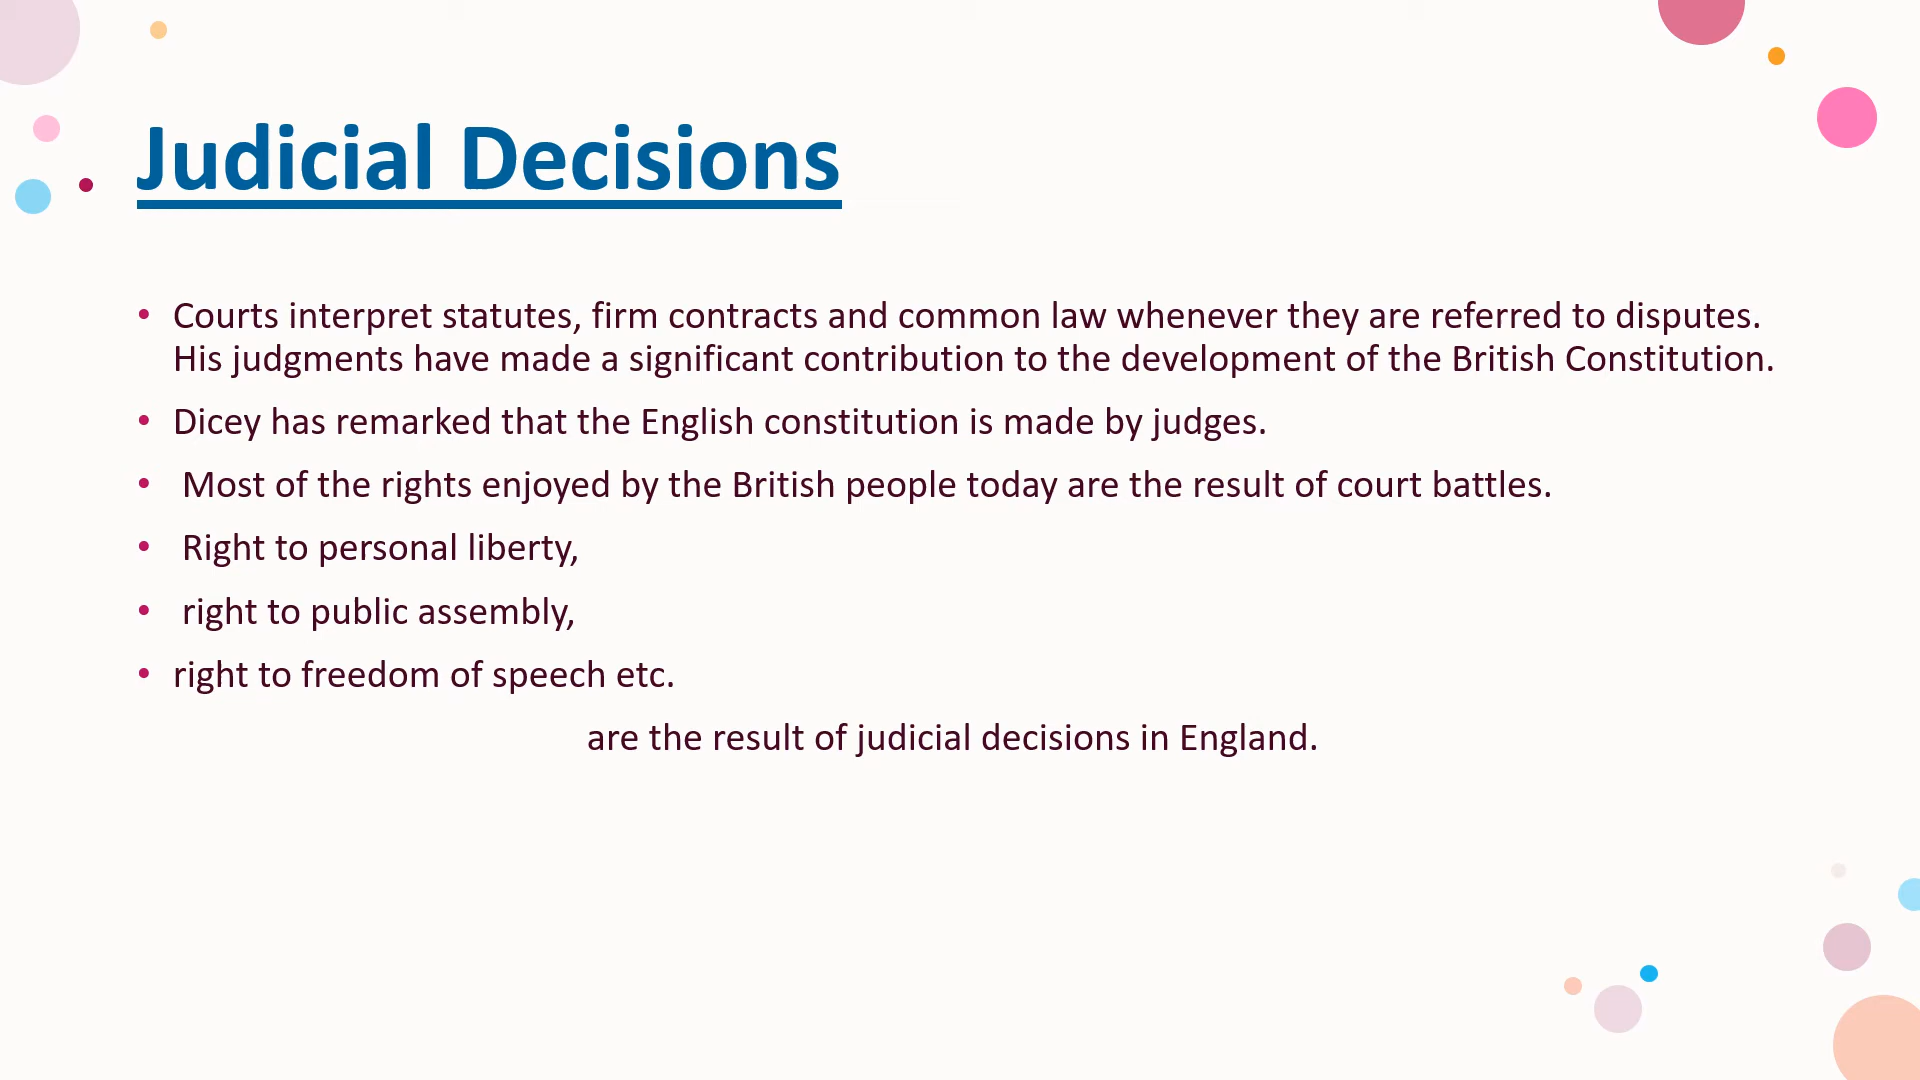 Judicial Decisions
• Courts interpret statutes, firm contracts and common law whenever they are referred to disputes.
His judgments have made a significant contribution to the development of the British Constitution.
• Dicey has remarked that the English constitution is made by judges.
• Most of the rights enjoyed by the British people today are the result of court battles.
• Right to personal liberty,
• right to public assembly,
• right to freedom of speech etc.
are the result of judicial decisions in England.